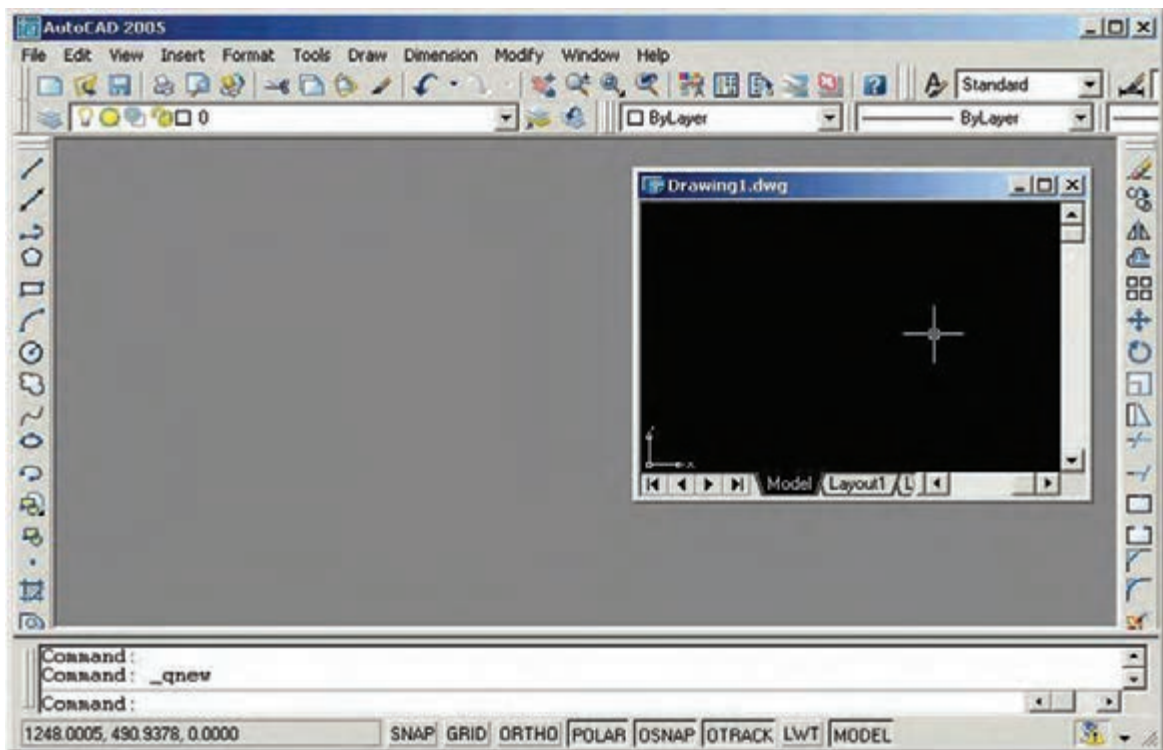 AutoCAD 2005
File Edit View Insert Format Tools Draw Dimension Modify Window Help
Standard
0 ByLayer ByLayer
Drawing1.dwg
Y
X
Model Layout1 L
Command:
Command: _qnew
Command:
1248.0005, 490.9378, 0.0000 SNAP GRID ORTHO POLAR OSNAP OTRACK LWT MODEL